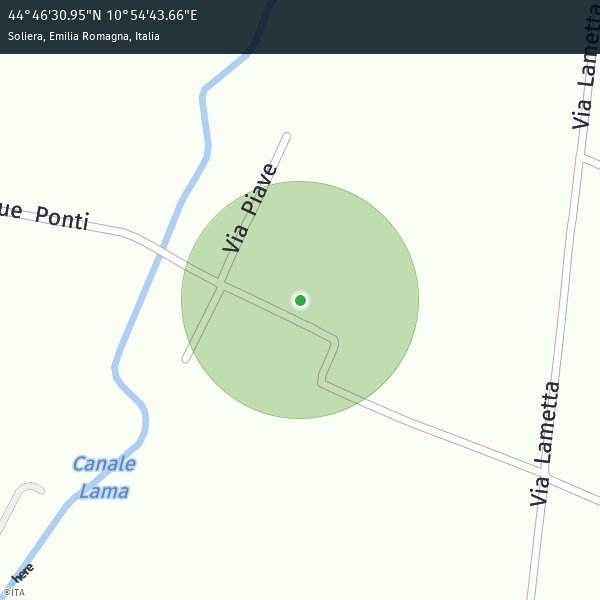 44°46'30.95"N 10°54'43.66"E
Soliera, Emilia Romagna, Italia
Via Lametta
Via Piave
ue Ponti
Via Lametta
Canale
Lama
here
©ITA